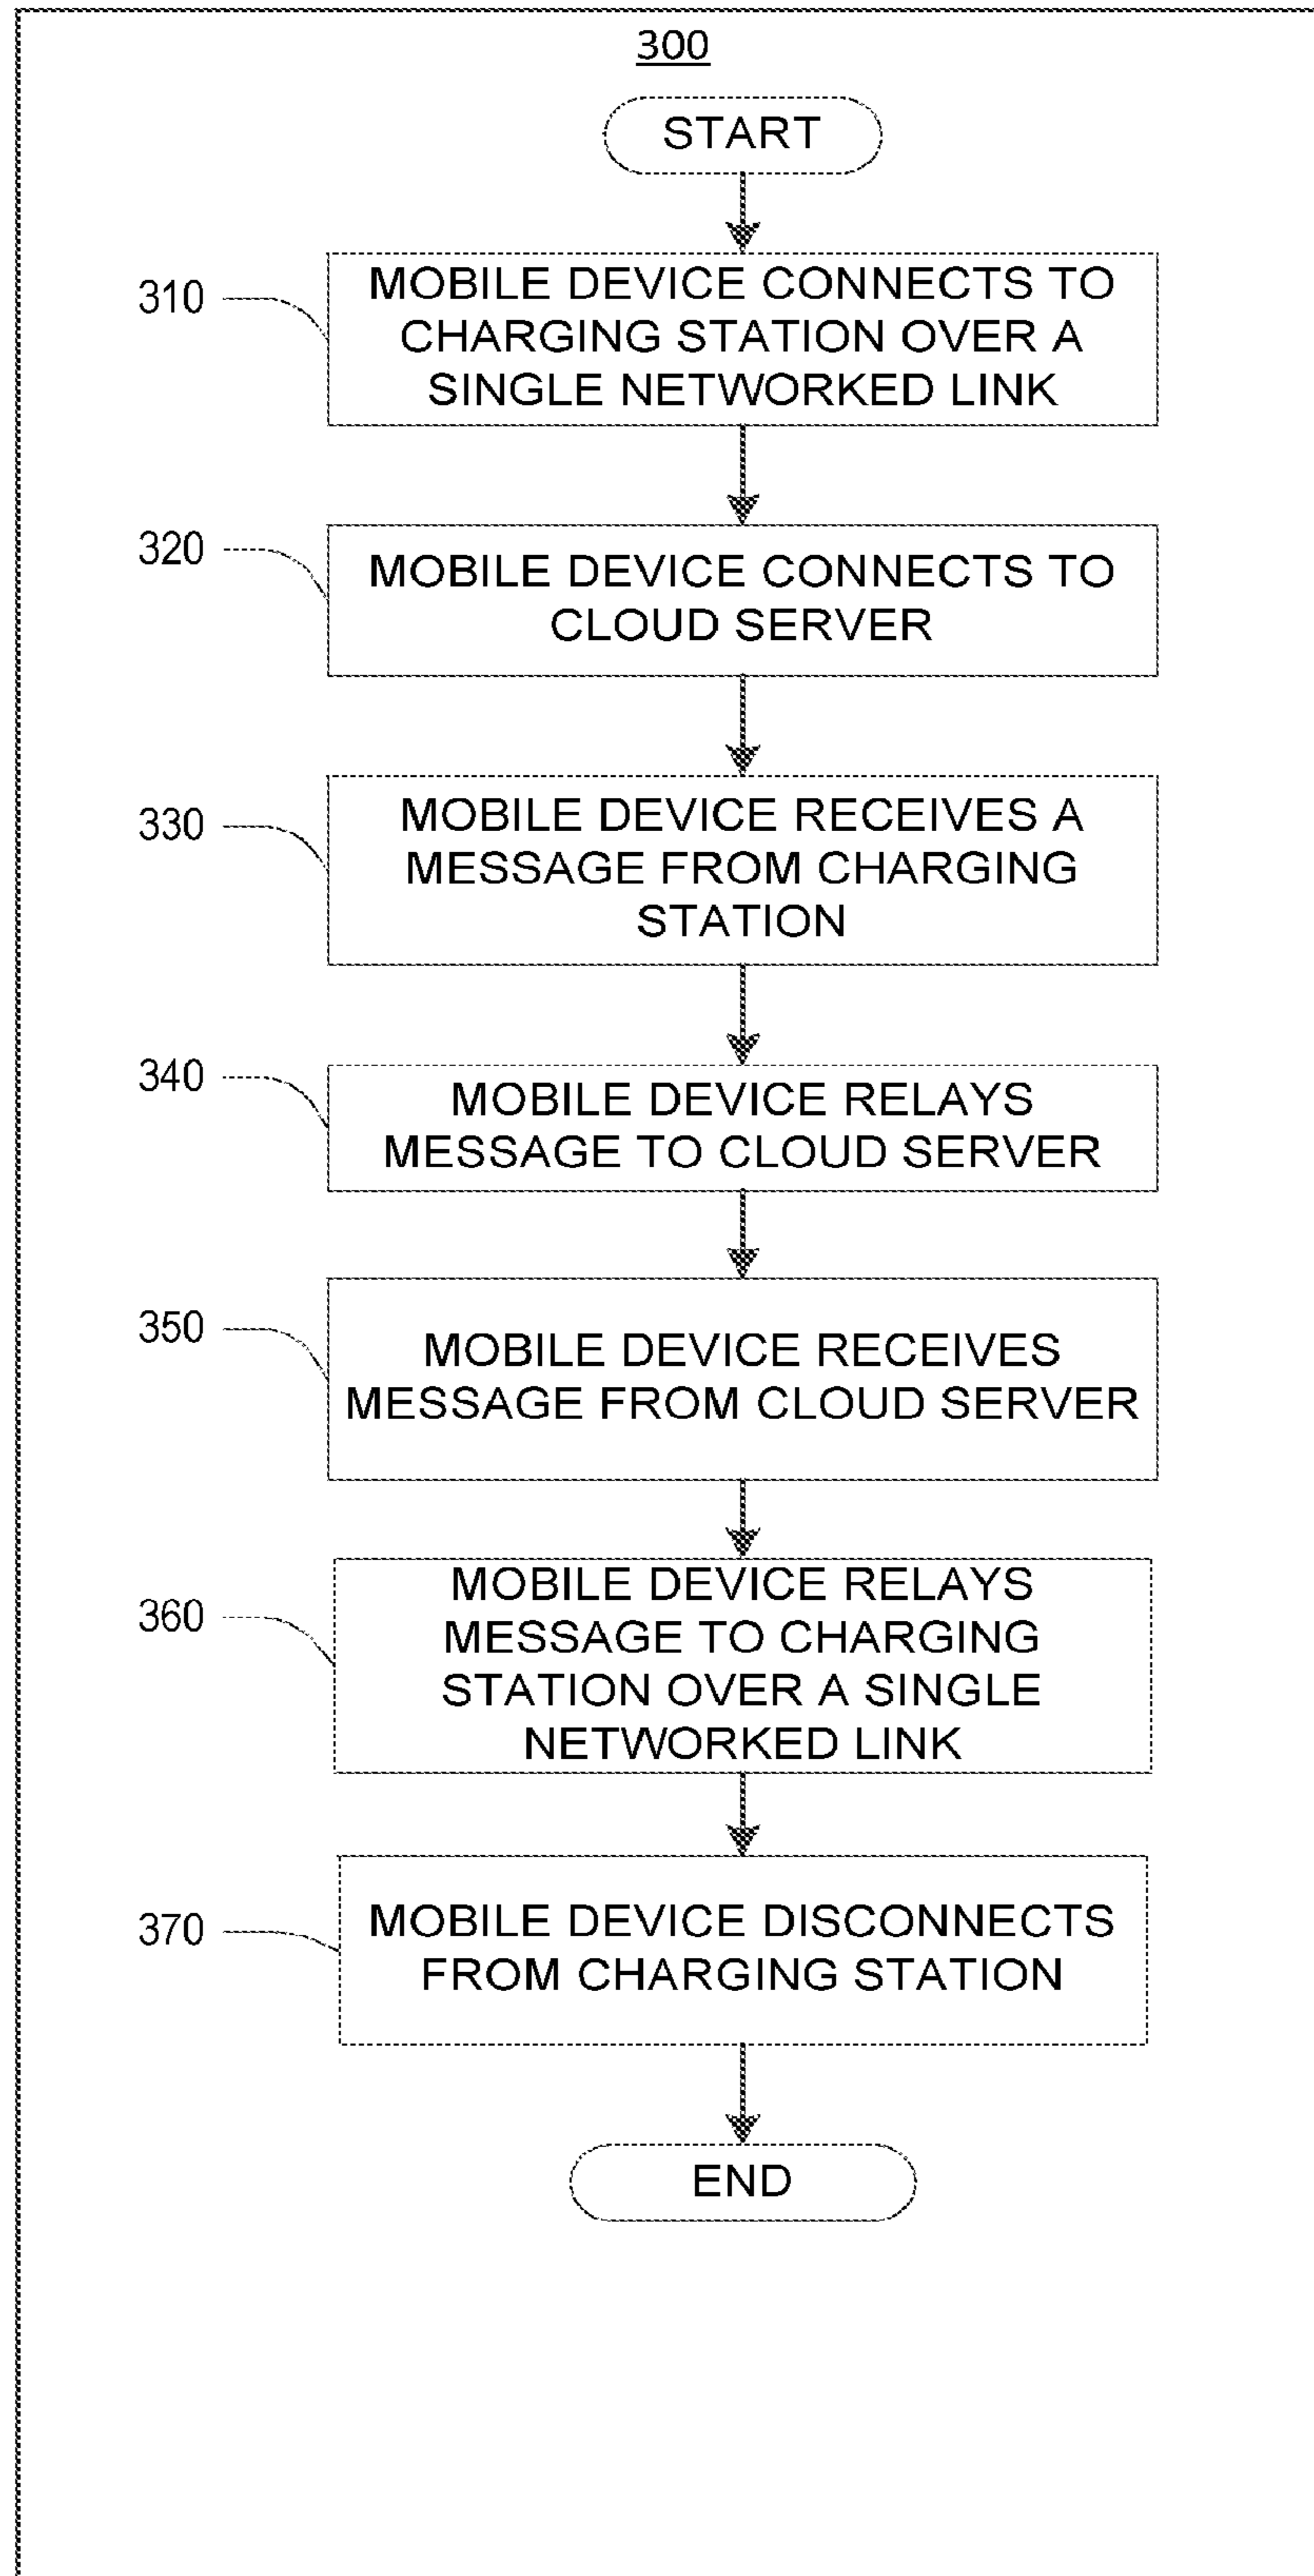 300
START
310
MOBILE DEVICE CONNECTS TO
CHARGING STATION OVER A
SINGLE NETWORKED LINK
320
MOBILE DEVICE CONNECTS TO
CLOUD SERVER
330
MOBILE DEVICE RECEIVES A
MESSAGE FROM CHARGING
STATION
340
MOBILE DEVICE RELAYS
MESSAGE TO CLOUD SERVER
350
MOBILE DEVICE RECEIVES
MESSAGE FROM CLOUD SERVER
360
MOBILE DEVICE RELAYS
MESSAGE TO CHARGING
STATION OVER A SINGLE
NETWORKED LINK
370
MOBILE DEVICE DISCONNECTS
FROM CHARGING STATION
END